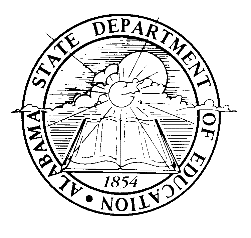 ALABAMA STATE DEPARTMENT OF EDUCATION •
1854